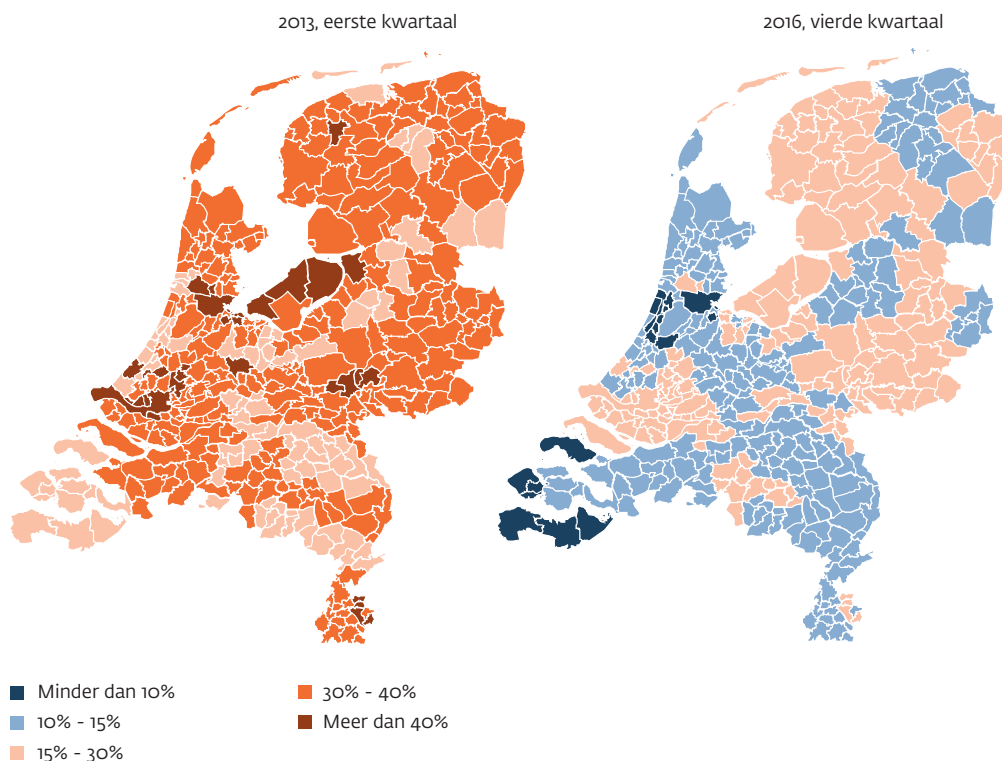 2013, eerste kwartaal
2016, vierde kwartaal
Minder dan 10%
10% - 15%
15% - 30%
30% - 40%
Meer dan 40%